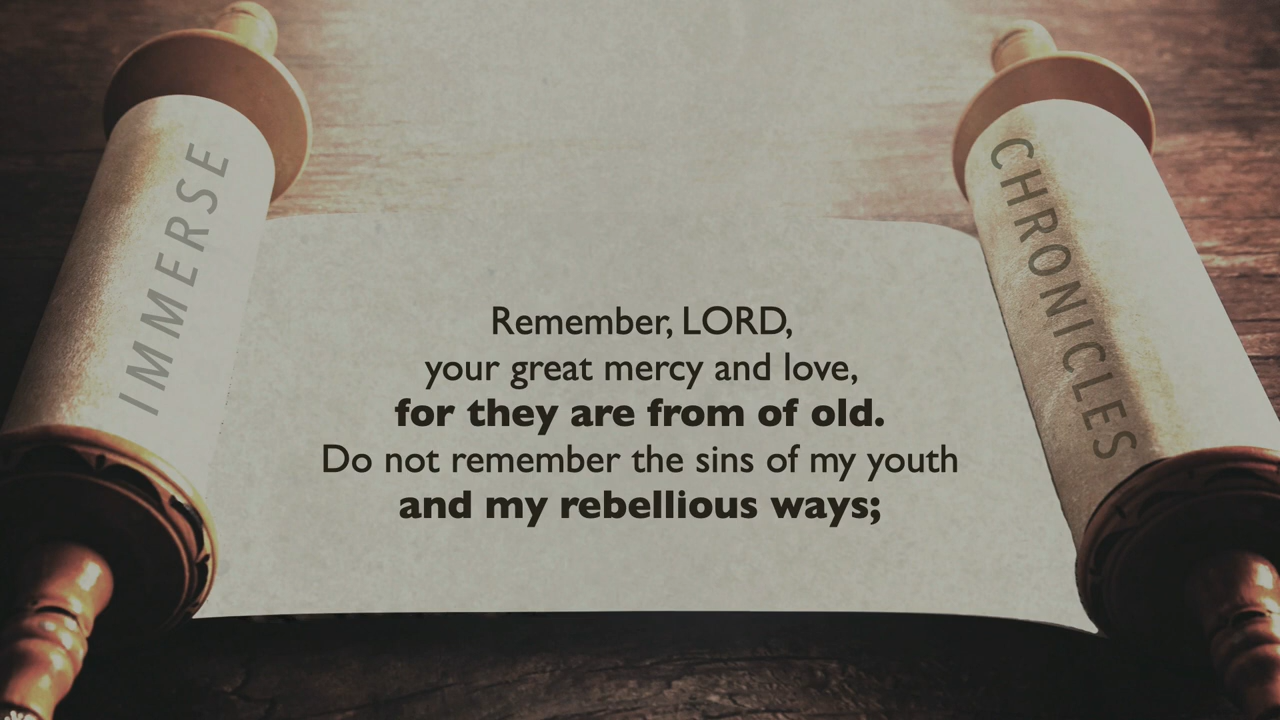 IMMERSE
CHRONICLES
Remember, LORD,
your great mercy and love,
for they are from of old.
Do not remember the sins of my youth
and my rebellious ways;